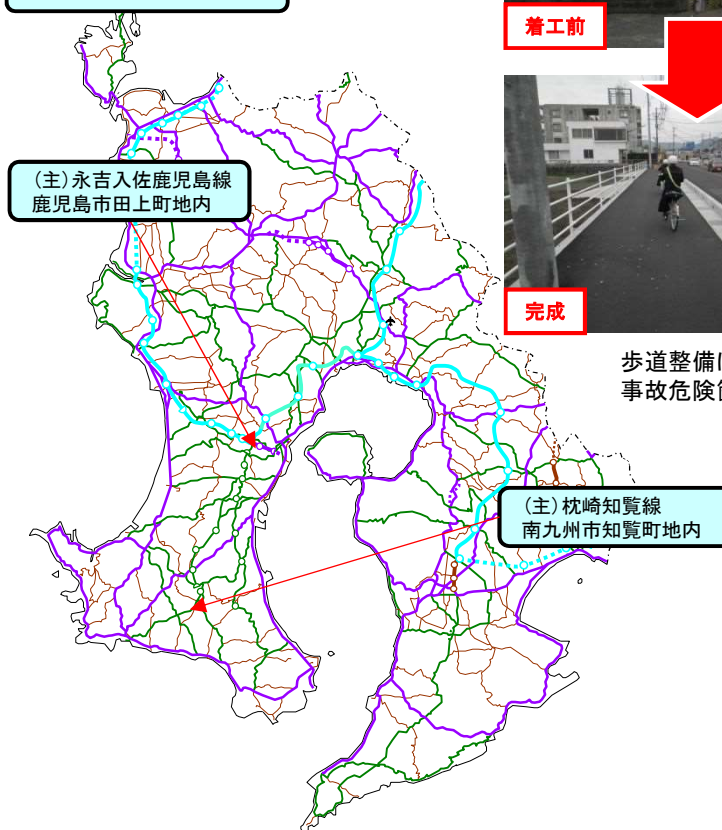 着工前
(主)永吉入佐鹿児島線
鹿児島市田上町地内
完成
歩道整備
事故危険箇
(主)枕崎知覧線
南九州市知覧町地内